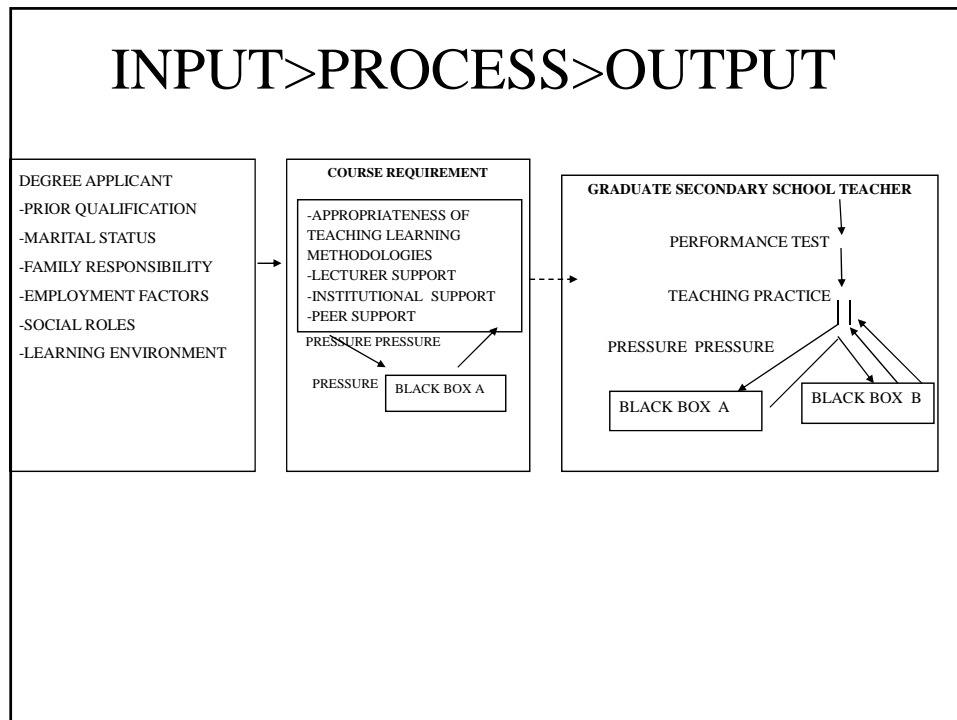 INPUT>PROCESS>OUTPUT
DEGREE APPLICANT
-PRIOR QUALIFICATION
-MARITAL STATUS
-FAMILY RESPONSIBILITY
-EMPLOYMENT FACTORS
-SOCIAL ROLES
-LEARNING ENVIRONMENT
COURSE REQUIREMENT
-APPROPRIATENESS OF
TEACHING LEARNING
METHODOLOGIES
-LECTURER SUPPORT
-INSTITUTIONAL SUPPORT
-PEER SUPPORT
PRESSURE PRESSURE
PRESSURE
BLACK BOX A
GRADUATE SECONDARY SCHOOL TEACHER
PERFORMANCE TEST
TEACHING PRACTICE
PRESSURE PRESSURE
BLACK BOX A
BLACK BOX B